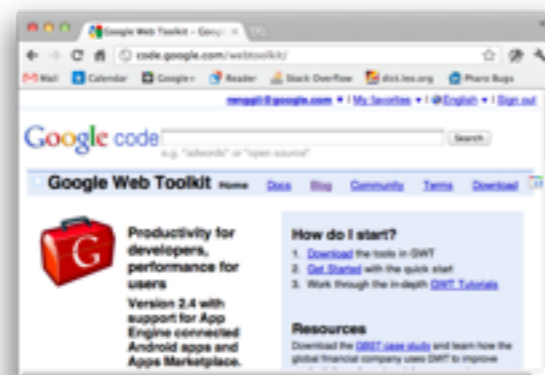 Google Web Toolkit - Goog
code.google.com/webtoolkit/
Mail Calendar Google+ Reader Stack Overflow dict.leo.org Pharo Bugs
renggli@google.com ▼ | My favorites ▼ | English ▼ | Sign out
Google code Search
e.g. "adwords" or "open source"
Google Web Toolkit Home Docs Blog Community Terms Download
G
Productivity for
developers,
performance for
users
Version 2.4 with
support for App
Engine connected
Android apps and
Apps Marketplace.
How do I start?
1. Download the tools in GWT
2. Get Started with the quick start
3. Work through the in-depth GWT Tutorials
Resources
Download the case study and learn how the
global financial company uses GWT to improve